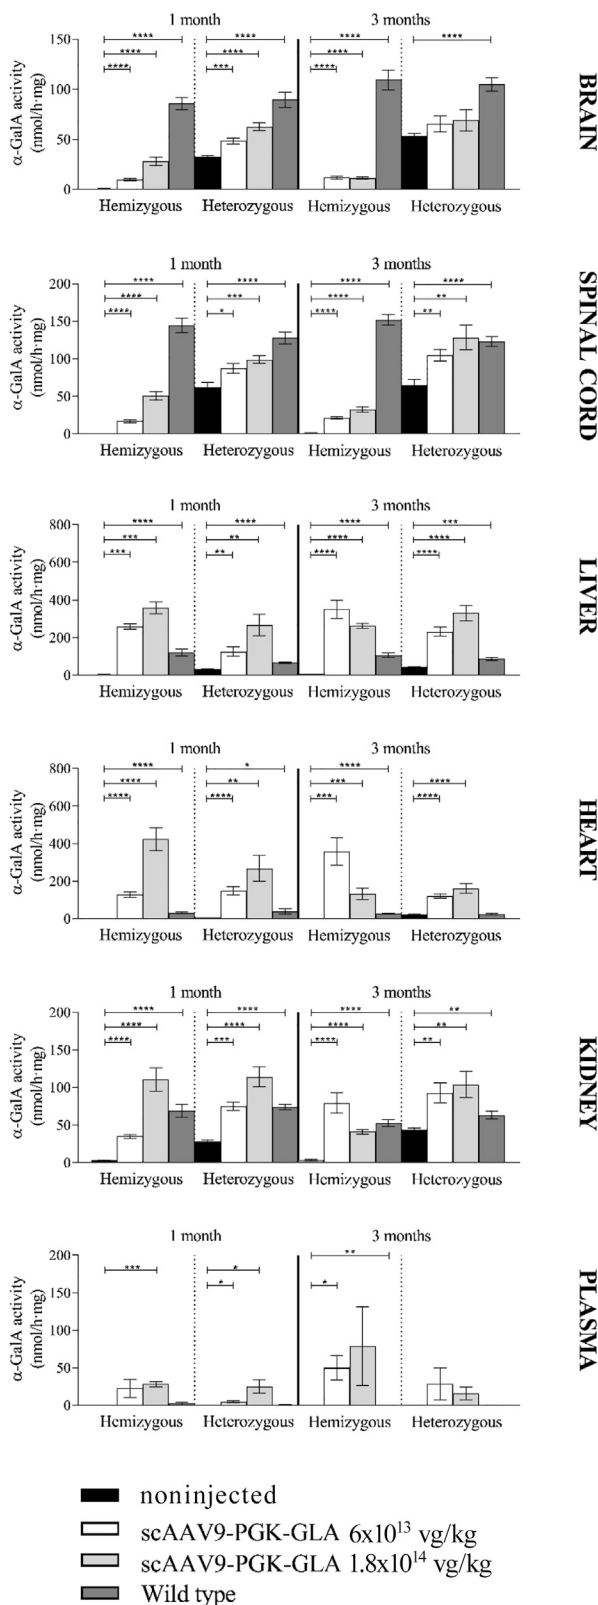 1 month 3 months
**** ****
**** **** **** ****
**** *** ****
150
100
50
0
α-GalA activity
(nmol/h·mg)
Hemizygous Heterozygous Hemizygous Heterozygous
BRAIN
1 month 3 months
**** **** **** ****
**** *** **** **
**** * **** **
200
150
100
50
0
α-GalA activity
(nmol/h·mg)
Hemizygous Heterozygous Hemizygous Heterozygous
SPINAL CORD
1 month 3 months
**** **** **** ***
*** ** **** ****
*** ** **** ****
800
600
400
200
0
α-GalA activity
(nmol/h·mg)
Hemizygous Heterozygous Hemizygous Heterozygous
LIVER
1 month 3 months
**** * ****
**** ** *** ****
**** **** *** ****
800
600
400
200
0
α-GalA activity
(nmol/h·mg)
Hemizygous Heterozygous Hemizygous Heterozygous
HEART
1 month 3 months
**** **** **** **
**** **** **** **
**** *** **** **
200
150
100
50
0
α-GalA activity
(nmol/h·mg)
Hemizygous Heterozygous Hemizygous Heterozygous
KIDNEY
1 month 3 months
**
*** *
* *
200
150
100
50
0
α-GalA activity
(nmol/h·mg)
Hemizygous Heterozygous Hemizygous Heterozygous
PLASMA
noninjected
scAAV9-PGK-GLA 6x10¹³ vg/kg
scAAV9-PGK-GLA 1.8x10¹⁴ vg/kg
Wild type